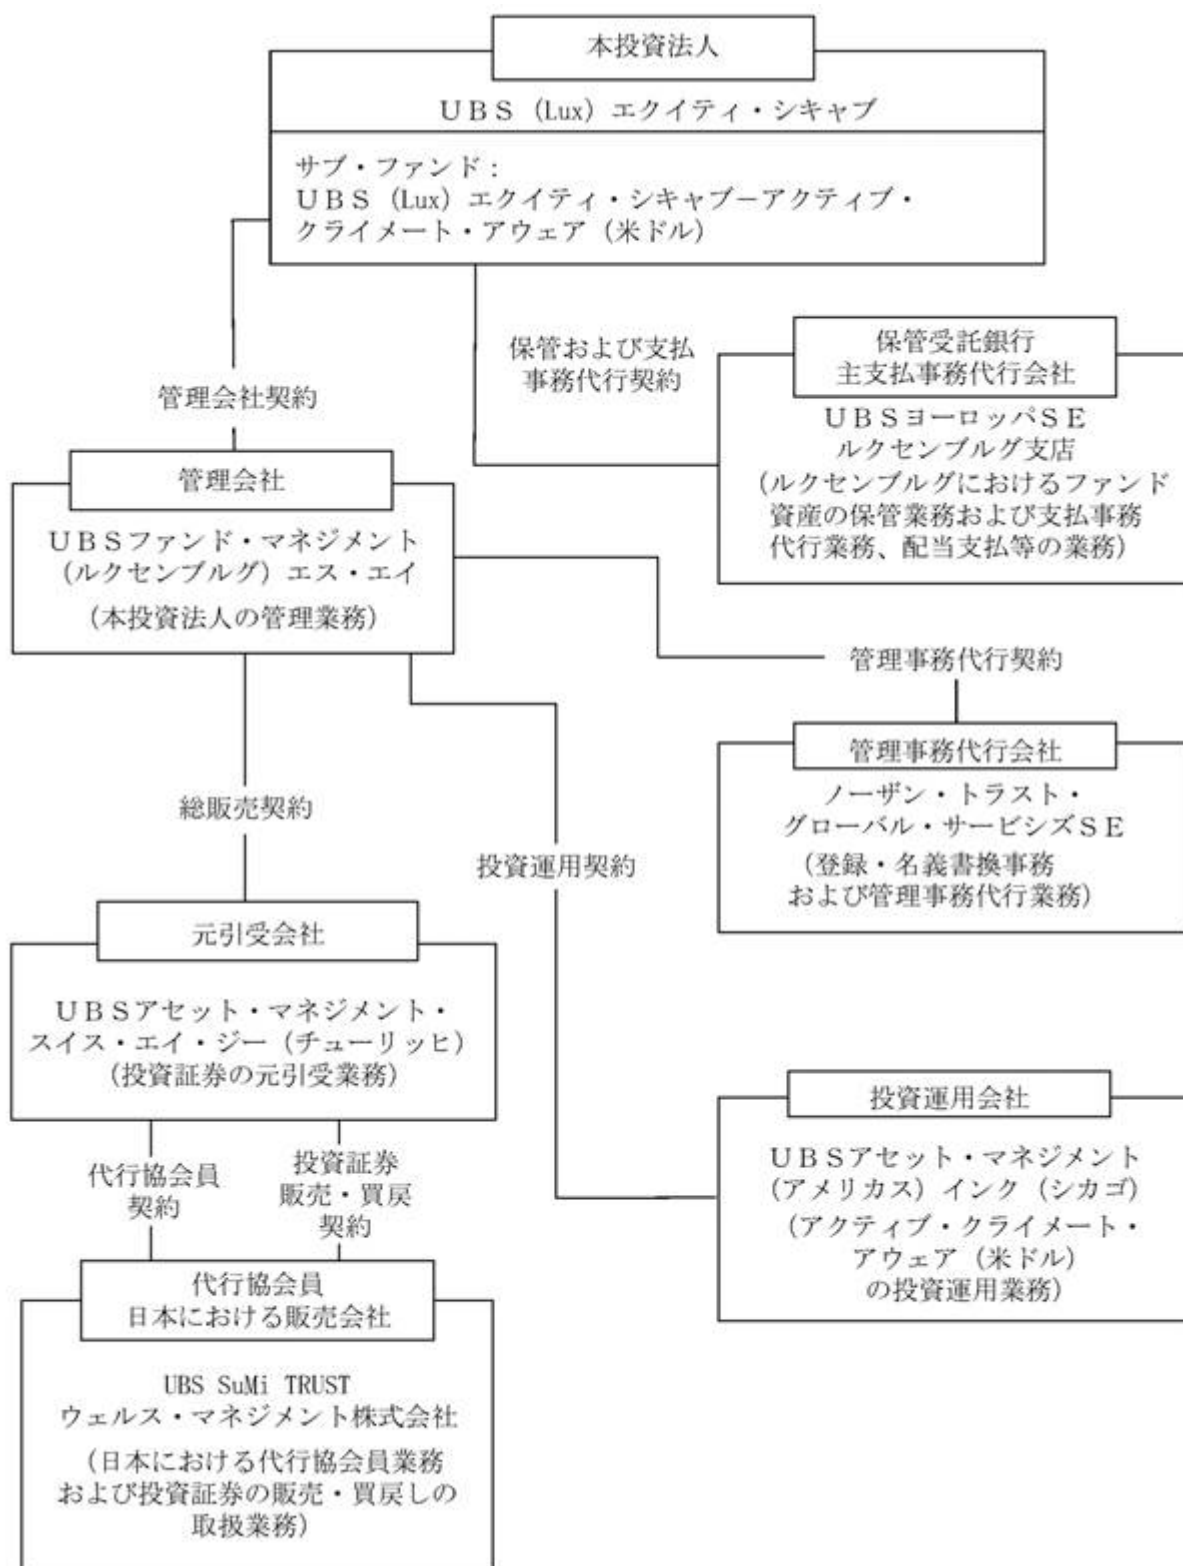 本投資法人
ＵＢＳ（Lux）エクイティ・シキャブ
サブ・ファンド：
ＵＢＳ（Lux）エクイティ・シキャブ－アクティブ・
クライメート・アウェア（米ドル）
保管および支払
事務代行契約
保管受託銀行
主支払事務代行会社
ＵＢＳヨーロッパＳＥ
ルクセンブルグ支店
（ルクセンブルグにおけるファンド
資産の保管業務および支払事務
代行業務、配当支払等の業務）
管理会社契約
管理会社
ＵＢＳファンド・マネジメント
（ルクセンブルグ）エス・エイ
（本投資法人の管理業務）
管理事務代行契約
管理事務代行会社
ノーザン・トラスト・
グローバル・サービシズＳＥ
（登録・名義書換事務
および管理事務代行業務）
総販売契約
投資運用契約
元引受会社
ＵＢＳアセット・マネジメント・
スイス・エイ・ジー（チューリッヒ）
（投資証券の元引受業務）
投資運用会社
ＵＢＳアセット・マネジメント
（アメリカス）インク（シカゴ）
（アクティブ・クライメート・
アウェア（米ドル）
の投資運用業務）
代行協会員
契約
投資証券
販売・買戻
契約
代行協会員
日本における販売会社
UBS SuMi TRUST
ウェルス・マネジメント株式会社
（日本における代行協会員業務
および投資証券の販売・買戻しの
取扱業務）